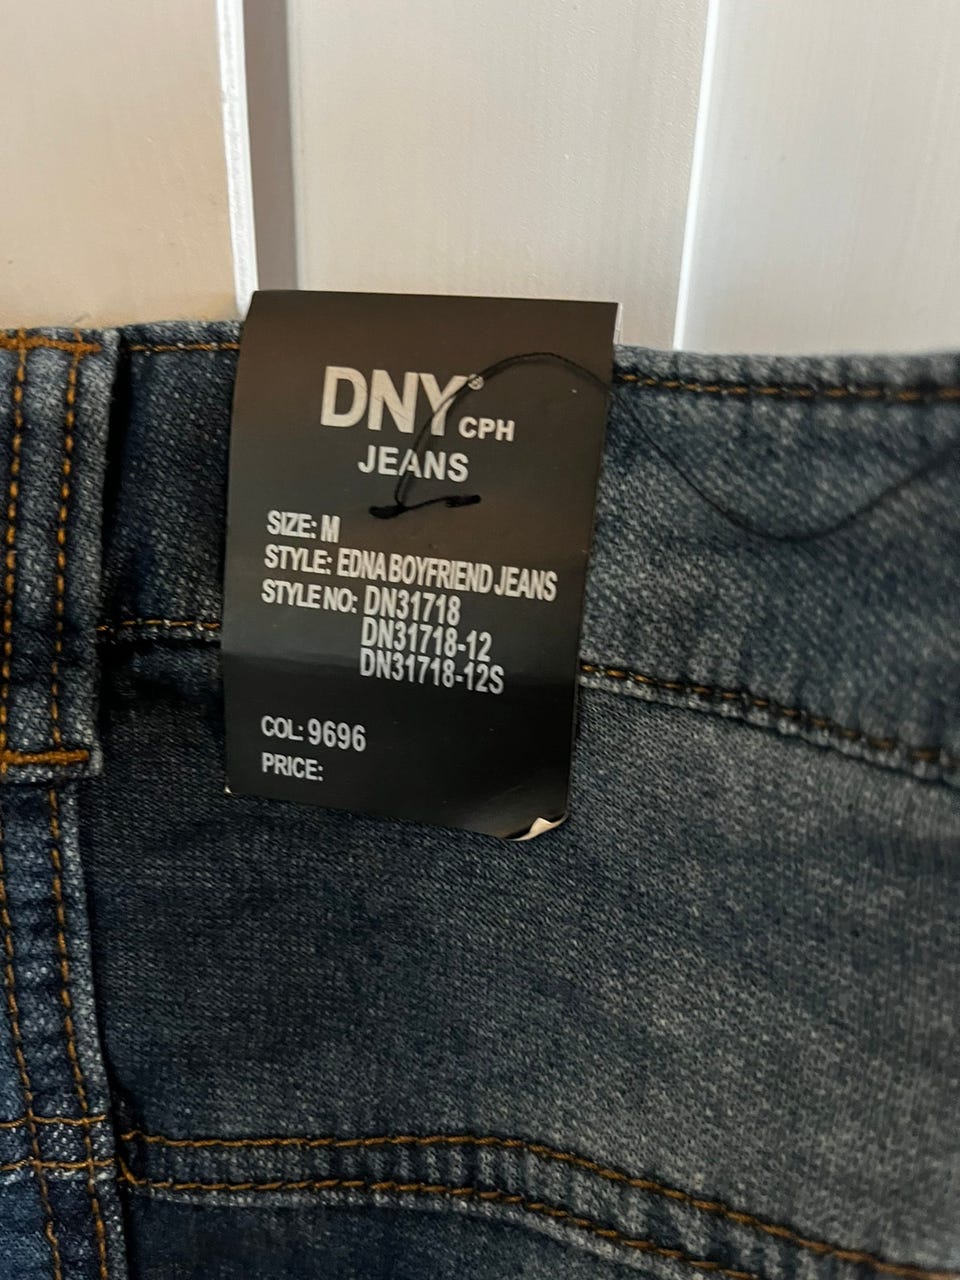 DNY® CPH
JEANS
SIZE: M
STYLE: EDNA BOYFRIEND JEANS
STYLE NO: DN31718
DN31718-12
DN31718-12S
COL: 9696
PRICE: